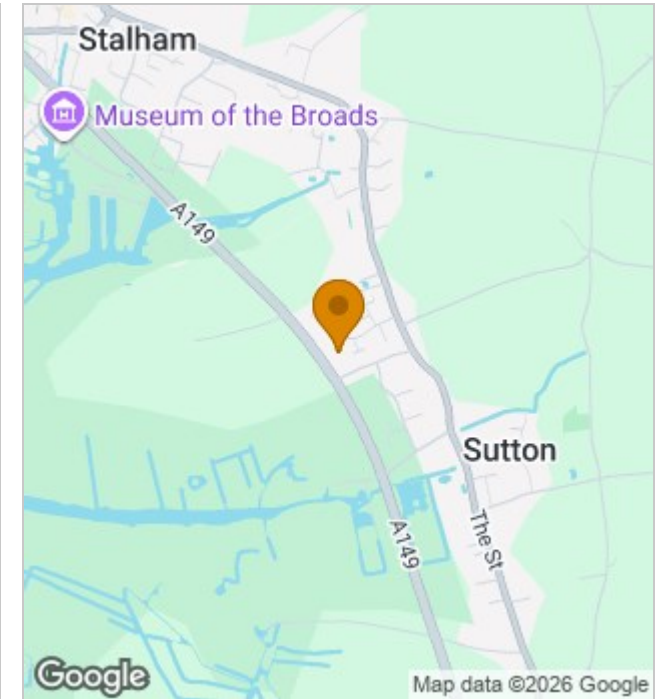 Stalham
Museum of the Broads
A149
Sutton
A149
The St
Google
Map data ©2026 Google